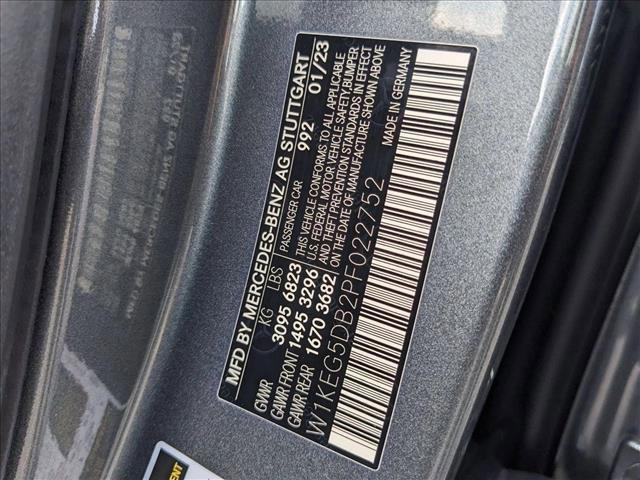 MFD BY MERCEDES-BENZ AG STUTTGART
KG LBS PASSENGER CAR 992 01/23
GVWR 3095 6823
GAWR FRONT 1495 3296
GAWR REAR 1670 3682
THIS VEHICLE CONFORMS TO ALL APPLICABLE
U.S. FEDERAL MOTOR VEHICLE SAFETY, BUMPER,
AND THEFT PREVENTION STANDARDS IN EFFECT
ON THE DATE OF MANUFACTURE SHOWN ABOVE
W1KEG5DB2PF022752
MADE IN GERMANY